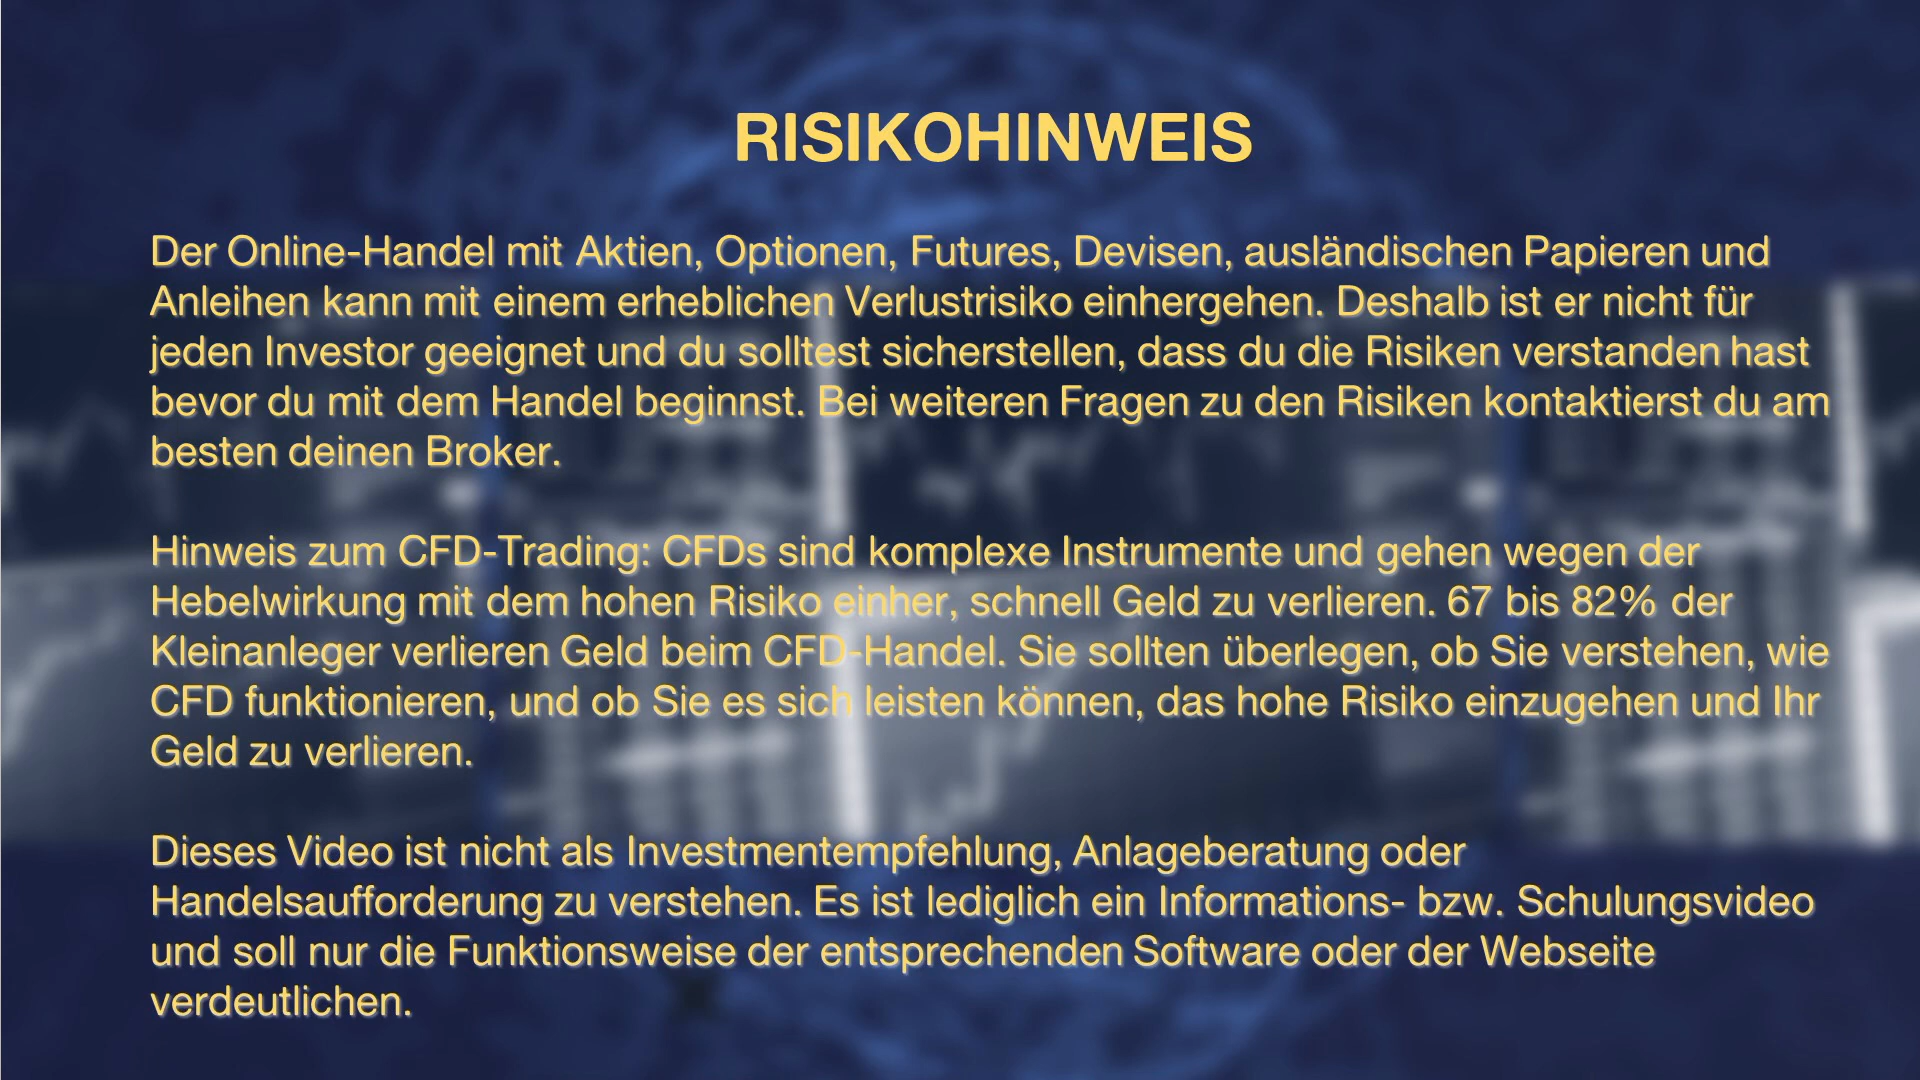 RISIKOHINWEIS
Der Online-Handel mit Aktien, Optionen, Futures, Devisen, ausländischen Papieren und
Anleihen kann mit einem erheblichen Verlustrisiko einhergehen. Deshalb ist er nicht für
jeden Investor geeignet und du solltest sicherstellen, dass du die Risiken verstanden hast
bevor du mit dem Handel beginnst. Bei weiteren Fragen zu den Risiken kontaktierst du am
besten deinen Broker.
Hinweis zum CFD-Trading: CFDs sind komplexe Instrumente und gehen wegen der
Hebelwirkung mit dem hohen Risiko einher, schnell Geld zu verlieren. 67 bis 82% der
Kleinanleger verlieren Geld beim CFD-Handel. Sie sollten überlegen, ob Sie verstehen, wie
CFD funktionieren, und ob Sie es sich leisten können, das hohe Risiko einzugehen und Ihr
Geld zu verlieren.
Dieses Video ist nicht als Investmentempfehlung, Anlageberatung oder
Handelsaufforderung zu verstehen. Es ist lediglich ein Informations- bzw. Schulungsvideo
und soll nur die Funktionsweise der entsprechenden Software oder der Webseite
verdeutlichen.